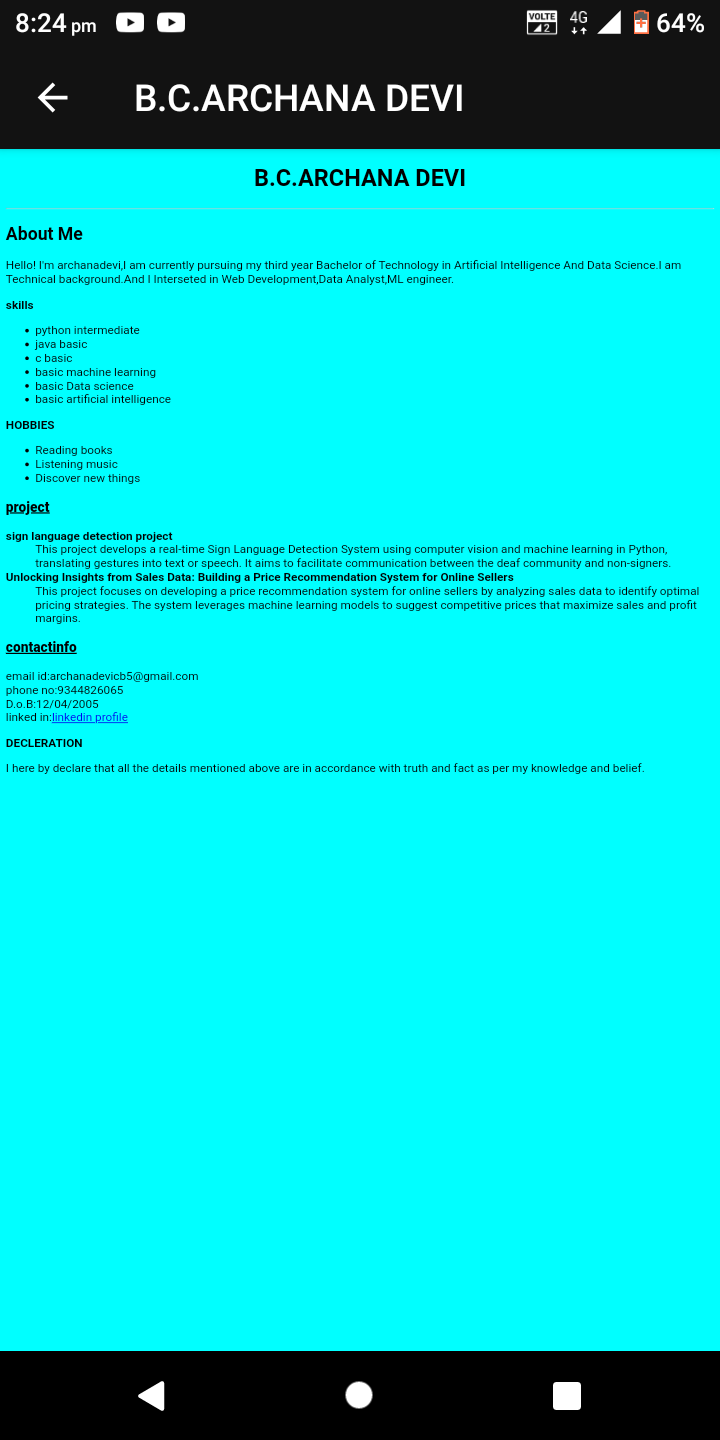 8:24 pm VOLTE 2 4G 64%
B.C.ARCHANA DEVI
B.C.ARCHANA DEVI
About Me
Hello! I'm archanadevi,I am currently pursuing my third year Bachelor of Technology in Artificial Intelligence And Data Science.I am
Technical background.And I Interseted in Web Development,Data Analyst,ML engineer.
skills
• python intermediate
• java basic
• c basic
• basic machine learning
• basic Data science
• basic artificial intelligence
HOBBIES
• Reading books
• Listening music
• Discover new things
project
sign language detection project
This project develops a real-time Sign Language Detection System using computer vision and machine learning in Python,
translating gestures into text or speech. It aims to facilitate communication between the deaf community and non-signers.
Unlocking Insights from Sales Data: Building a Price Recommendation System for Online Sellers
This project focuses on developing a price recommendation system for online sellers by analyzing sales data to identify optimal
pricing strategies. The system leverages machine learning models to suggest competitive prices that maximize sales and profit
margins.
contactinfo
email id:archanadevicb5@gmail.com
phone no:9344826065
D.o.B:12/04/2005
linked in:linkedin profile
DECLERATION
I here by declare that all the details mentioned above are in accordance with truth and fact as per my knowledge and belief.